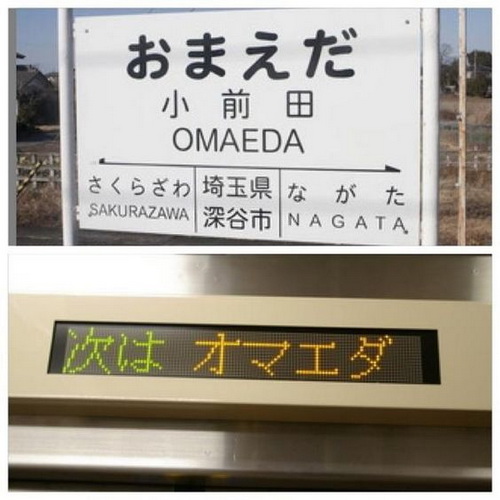 おまえだ
小前田
OMAEDA
さくらざわ 埼玉県 ながた
SAKURAZAWA 深谷市 NAGATA
次は オマエダ